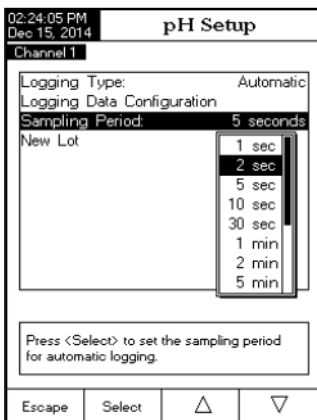 02:24:05 PM
Dec 15, 2014
pH Setup
Channel 1
Logging Type: Automatic
Logging Data Configuration
Sampling Period: 5 seconds
New Lot
1 sec
2 sec
5 sec
10 sec
30 sec
1 min
2 min
5 min
Press <Select> to set the sampling period
for automatic logging.
Escape Select △ ▽